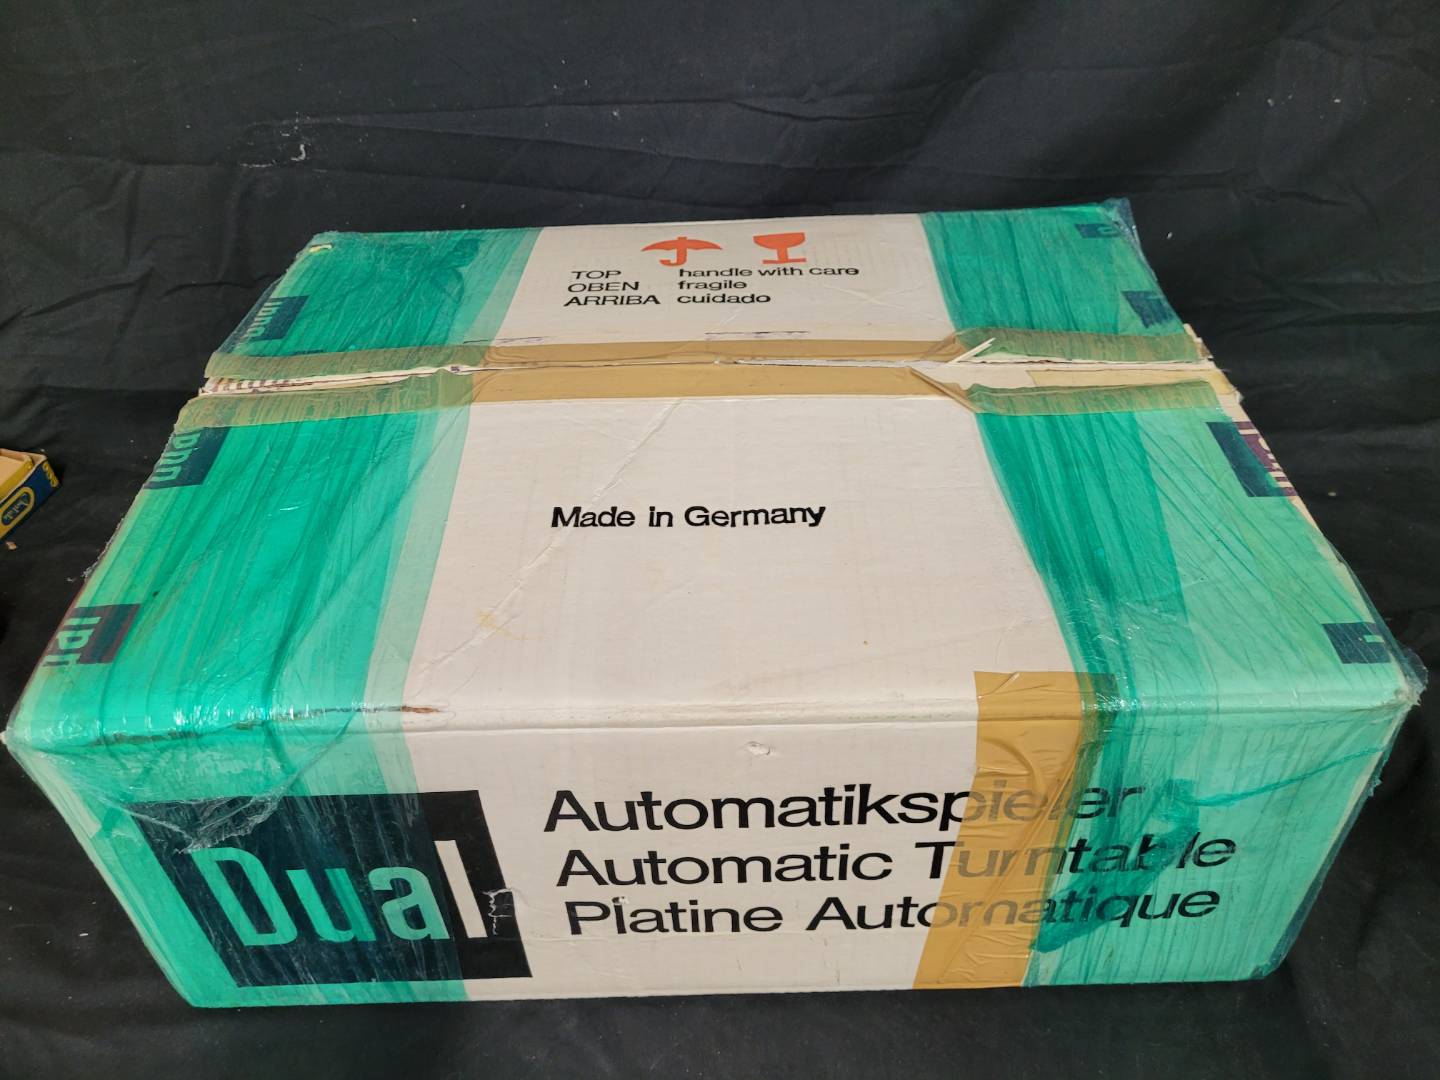 TOP handle with care
OBEN fragile
ARRIBA cuidado
Made in Germany
Dual
Automatikspieler
Automatic Turntable
Platine Automatique